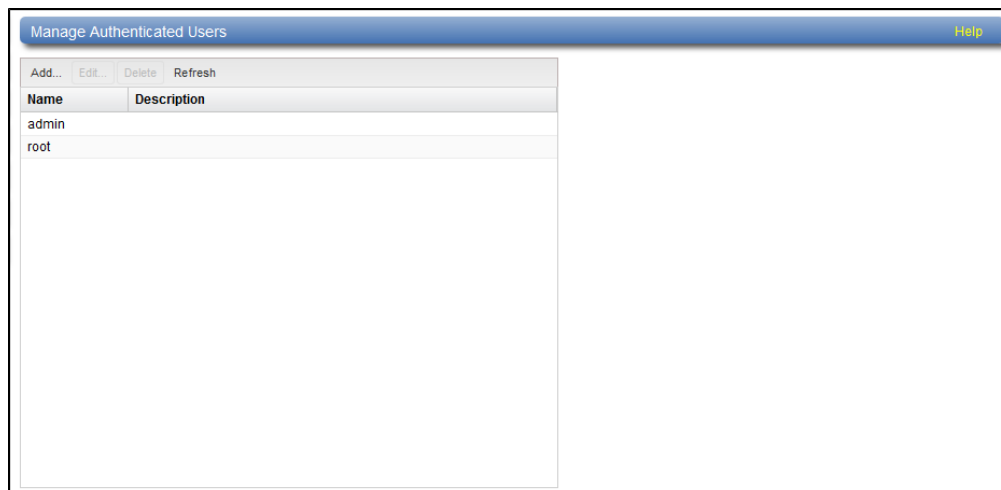 Manage Authenticated Users Help
Add... Edit... Delete Refresh
Name Description
admin
root